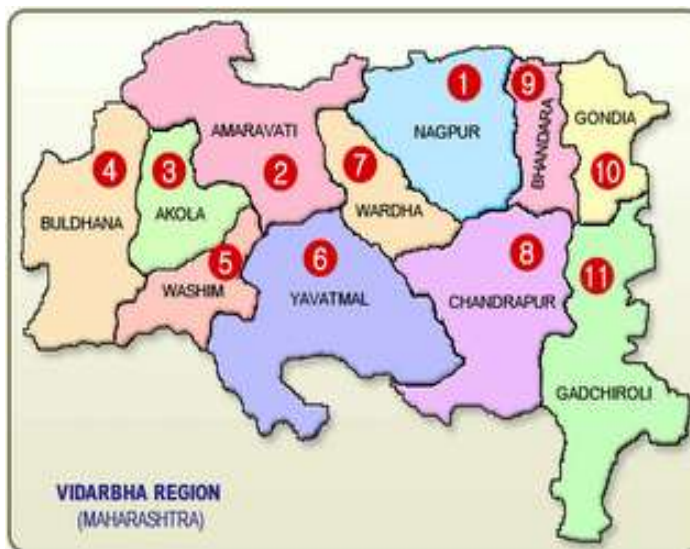 1
NAGPUR
9
BHANDARA
GONDIA
10
AMARAVATI
2
7
WARDHA
4
BULDHANA
3
AKOLA
5
WASHIM
6
YAVATMAL
8
CHANDRAPUR
11
GADCHIROLI
VIDARBHA REGION
(MAHARASHTRA)